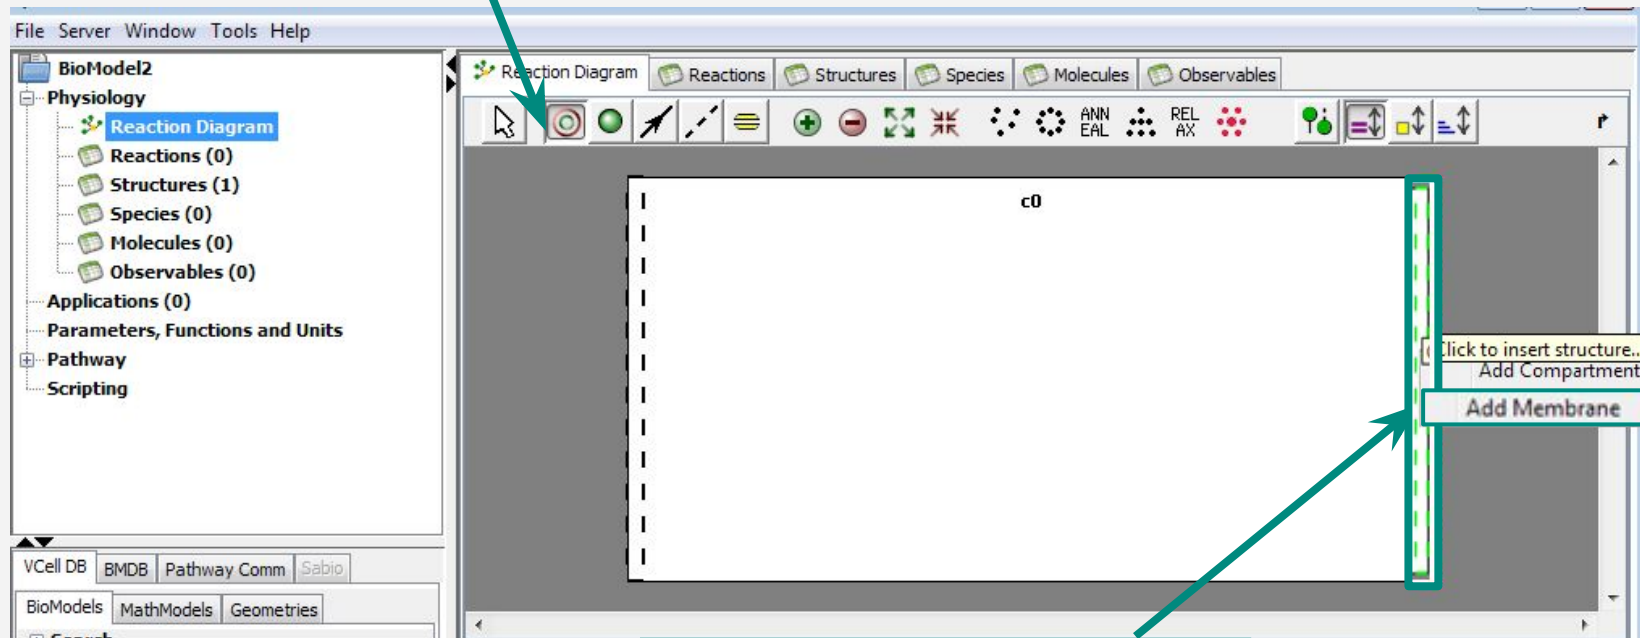 File Server Window Tools Help
BioModel2
Physiology
Reaction Diagram
Reactions (0)
Structures (1)
Species (0)
Molecules (0)
Observables (0)
Applications (0)
Parameters, Functions and Units
Pathway
Scripting
VCell DB BMDB Pathway Comm Sabio
BioModels MathModels Geometries
Search
Reaction Diagram Reactions Structures Species Molecules Observables
ANN EAL REL AX
c0
Click to insert structure..
Add Compartment
Add Membrane